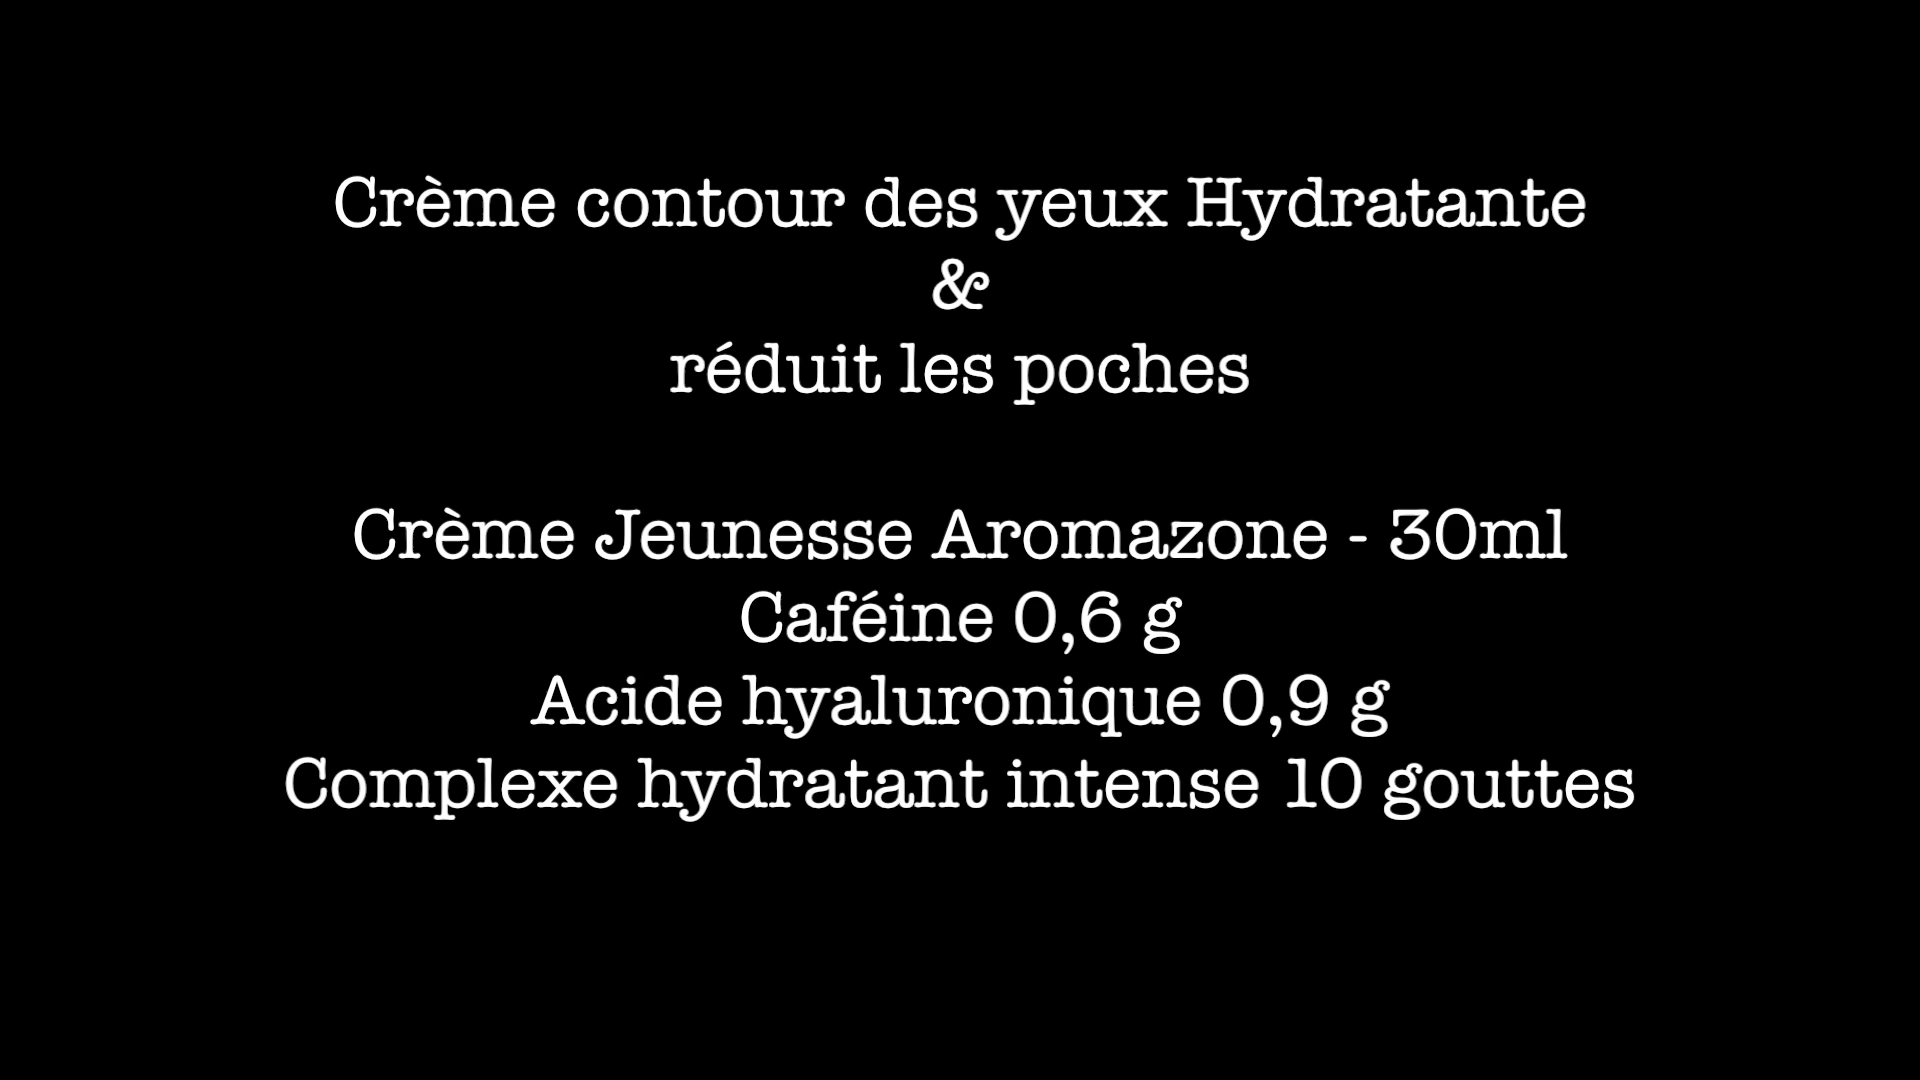 Crème contour des yeux Hydratante
&
réduit les poches
Crème Jeunesse Aromazone - 30ml
Caféine 0,6 g
Acide hyaluronique 0,9 g
Complexe hydratant intense 10 gouttes